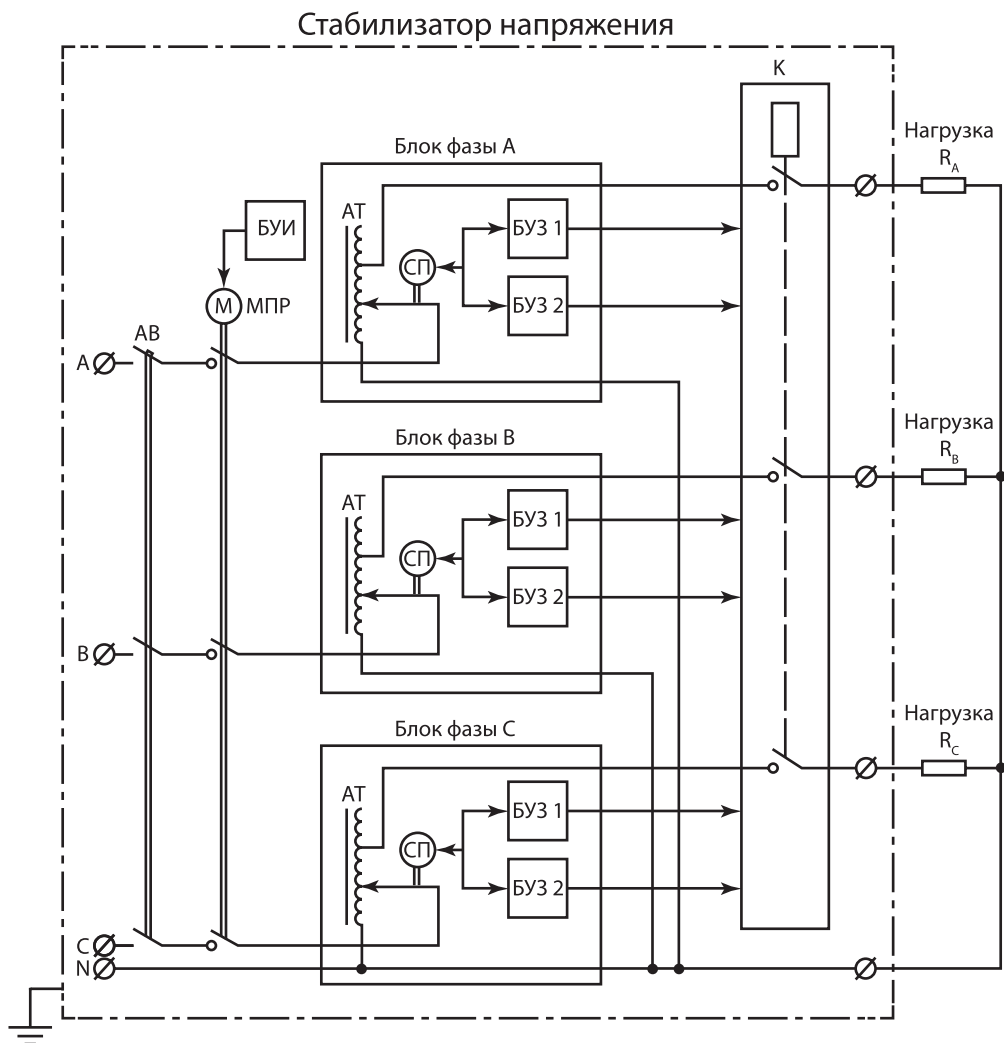 Стабилизатор напряжения
K
Нагрузка
R_A
Блок фазы А
АТ
БУЗ 1
СП
БУЗ 2
БУИ
М
МПР
АВ
А
Нагрузка
R_B
Блок фазы В
АТ
БУЗ 1
СП
БУЗ 2
В
Нагрузка
R_C
Блок фазы С
АТ
БУЗ 1
СП
БУЗ 2
С
N